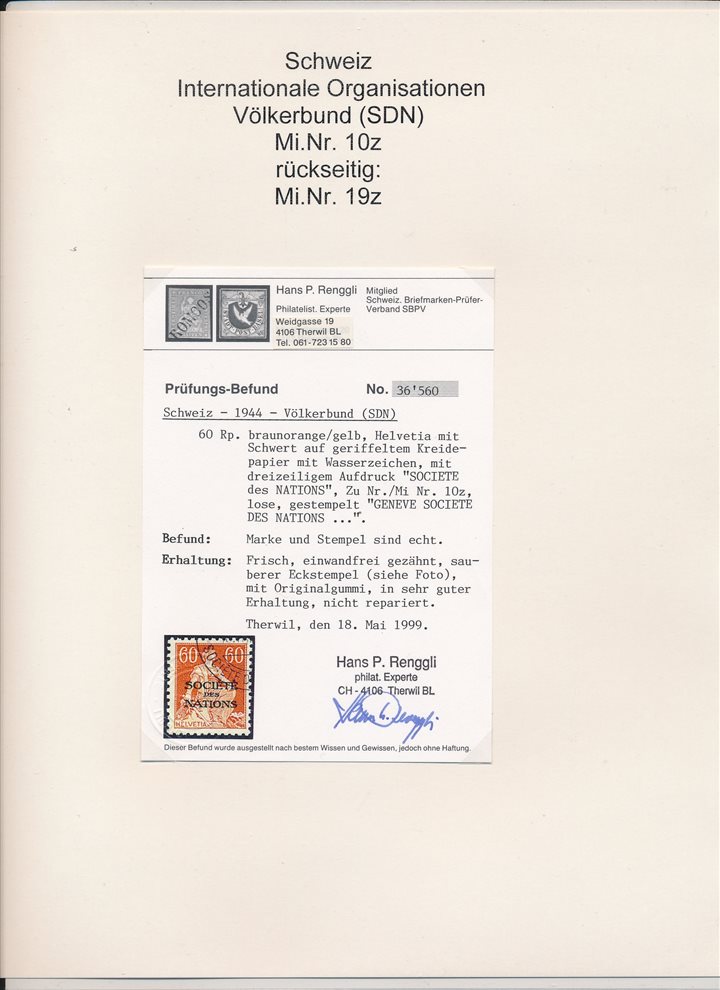 Schweiz
Internationale Organisationen
Völkerbund (SDN)
Mi.Nr. 10z
rückseitig:
Mi.Nr. 19z
Hans P. Renggli
Mitglied
Schweiz. Briefmarken-Prüfer-
Verband SBPV
Philatelist. Experte
Weidgasse 19
4106 Therwil BL
Tel. 061-723 15 80
Prüfungs-Befund No. 36'560
Schweiz - 1944 - Völkerbund (SDN)
60 Rp. braunorange/gelb, Helvetia mit
Schwert auf geriffeltem Kreide-
papier mit Wasserzeichen, mit
dreizeiligem Aufdruck "SOCIETE
des NATIONS", Zu Nr./Mi Nr. 10z,
lose, gestempelt "GENEVE SOCIETE
DES NATIONS ...".
Befund: Marke und Stempel sind echt.
Erhaltung: Frisch, einwandfrei gezähnt, sau-
berer Eckstempel (siehe Foto),
mit Originalgummi, in sehr guter
Erhaltung, nicht repariert.
Therwil, den 18. Mai 1999.
60 60
SOCIÉTÉ
DES
NATIONS
HELVETIA
Hans P. Renggli
philat. Experte
CH - 4106 Therwil BL
Dieser Befund wurde ausgestellt nach bestem Wissen und Gewissen, jedoch ohne Haftung.